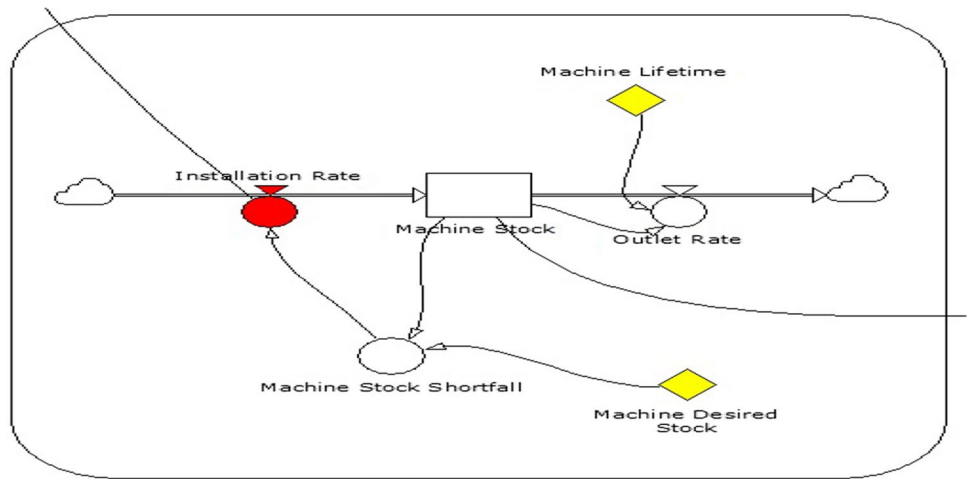 Machine Lifetime
Installation Rate
Machine Stock
Outlet Rate
Machine Stock Shortfall
Machine Desired
Stock